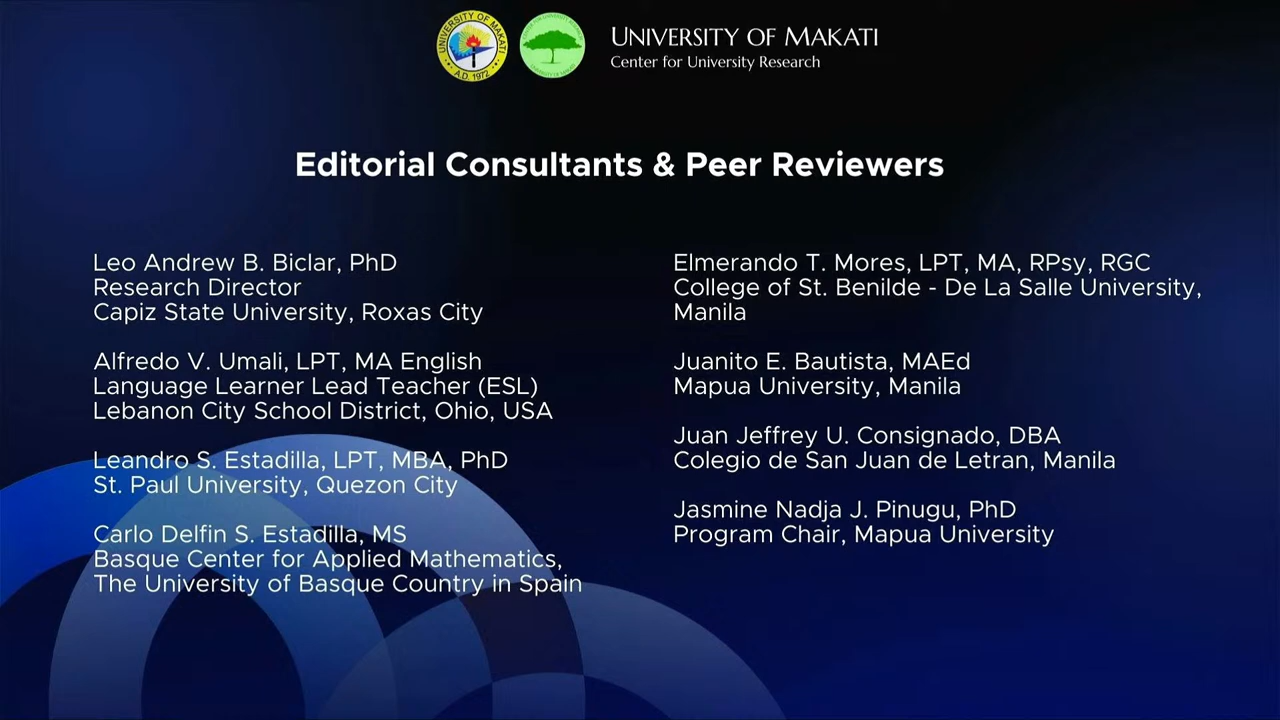 UNIVERSITY OF MAKATI
A.D. 1972
UNIVERSITY OF MAKATI
Center for University Research
Editorial Consultants & Peer Reviewers
Leo Andrew B. Biclar, PhD
Research Director
Capiz State University, Roxas City
Alfredo V. Umali, LPT, MA English
Language Learner Lead Teacher (ESL)
Lebanon City School District, Ohio, USA
Leandro S. Estadilla, LPT, MBA, PhD
St. Paul University, Quezon City
Carlo Delfin S. Estadilla, MS
Basque Center for Applied Mathematics,
The University of Basque Country in Spain
Elmerando T. Mores, LPT, MA, RPsy, RGC
College of St. Benilde - De La Salle University,
Manila
Juanito E. Bautista, MAEd
Mapua University, Manila
Juan Jeffrey U. Consignado, DBA
Colegio de San Juan de Letran, Manila
Jasmine Nadja J. Pinugu, PhD
Program Chair, Mapua University